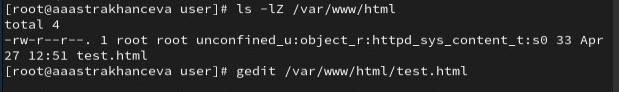 [root@aaastrakhanceva user]# ls -lZ /var/www/html
total 4
-rw-r--r--. 1 root root unconfined_u:object_r:httpd_sys_content_t:s0 33 Apr
27 12:51 test.html
[root@aaastrakhanceva user]# gedit /var/www/html/test.html